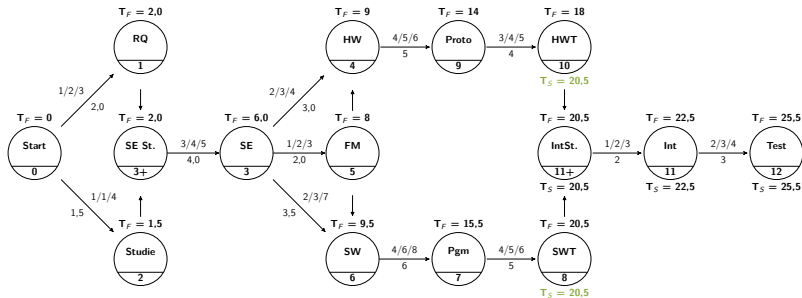 T_F = 2,0
RQ
1
T_F = 9
HW
4
4/5/6
5
T_F = 14
Proto
9
3/4/5
4
T_F = 18
HWT
10
T_S = 20,5
1/2/3
2,0
2/3/4
3,0
T_F = 0
Start
0
T_F = 2,0
SE St.
3+
3/4/5
4,0
T_F = 6,0
SE
3
1/2/3
2,0
T_F = 8
FM
5
T_F = 20,5
IntSt.
11+
T_S = 20,5
1/2/3
2
T_F = 22,5
Int
11
T_S = 22,5
2/3/4
3
T_F = 25,5
Test
12
T_S = 25,5
1/1/4
1,5
2/3/7
3,5
T_F = 1,5
Studie
2
T_F = 9,5
SW
6
4/6/8
6
T_F = 15,5
Pgm
7
4/5/6
5
T_F = 20,5
SWT
8
T_S = 20,5